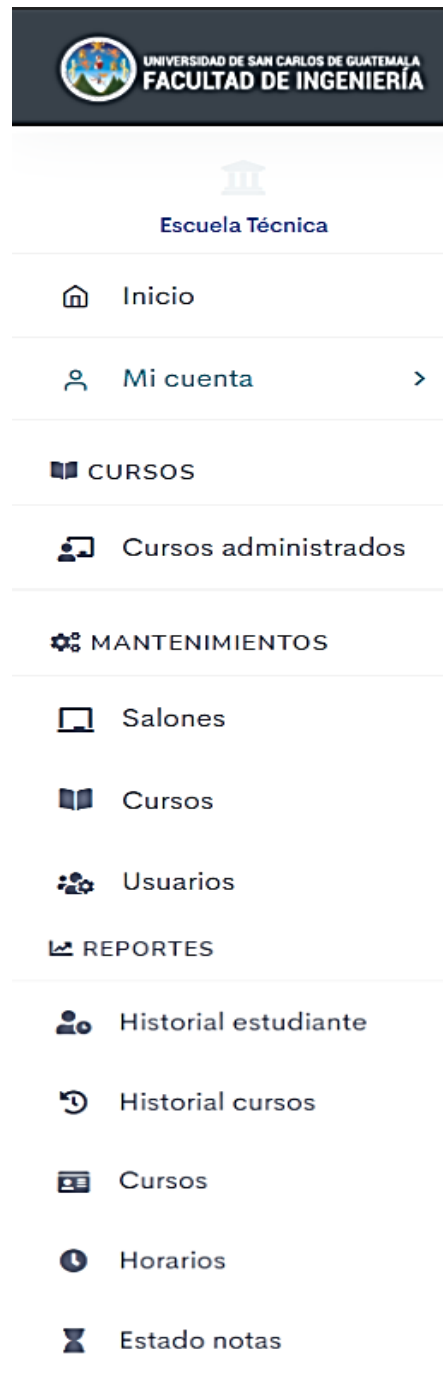 UNIVERSIDAD DE SAN CARLOS DE GUATEMALA
FACULTAD DE INGENIERÍA
Escuela Técnica
Inicio
Mi cuenta
CURSOS
Cursos administrados
MANTENIMIENTOS
Salones
Cursos
Usuarios
REPORTES
Historial estudiante
Historial cursos
Cursos
Horarios
Estado notas